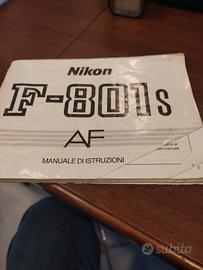 Nikon
F-801s
AF
MANUALE DI ISTRUZIONI
subito